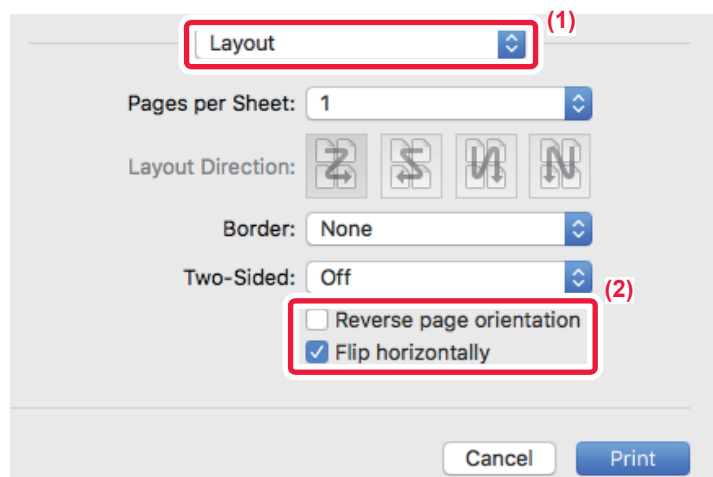 (1)
Layout
Pages per Sheet: 1
Layout Direction:
Border: None
Two-Sided: Off
(2)
Reverse page orientation
Flip horizontally
Cancel Print